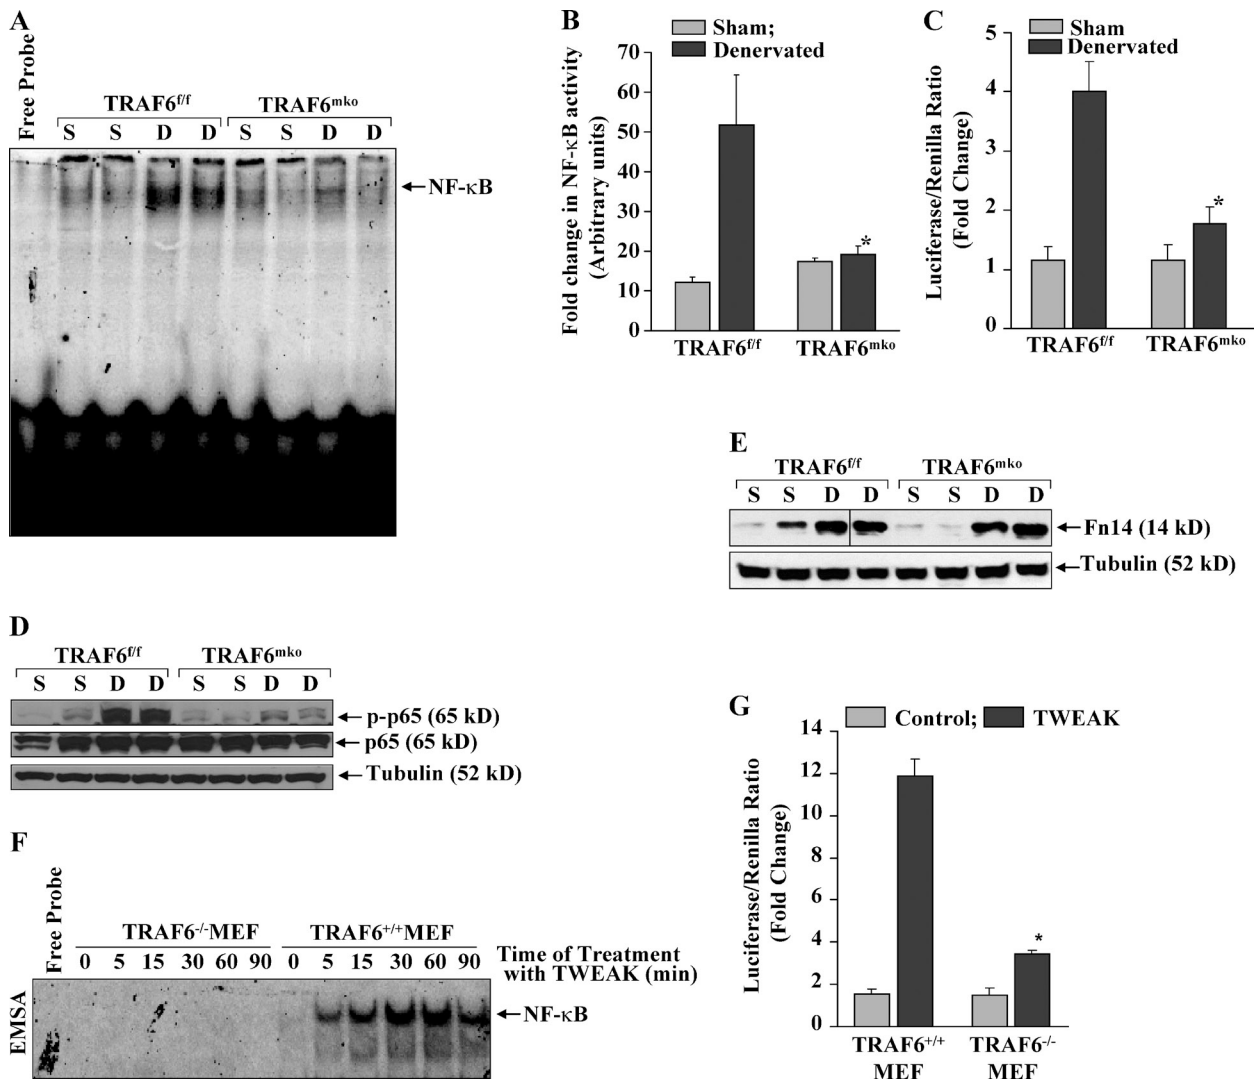 A
Free Probe
TRAF6f/f
TRAF6mko
S S D D S S D D
NF-κB
B
Sham;
Denervated
Fold change in NF-κB activity
(Arbitrary units)
70
60
50
40
30
20
10
0
*
TRAF6f/f
TRAF6mko
C
Sham
Denervated
Luciferase/Renilla Ratio
(Fold Change)
5
4
3
2
1
0
*
TRAF6f/f
TRAF6mko
E
TRAF6f/f
TRAF6mko
S S D D S S D D
Fn14 (14 kD)
Tubulin (52 kD)
D
TRAF6f/f
TRAF6mko
S S D D S S D D
p-p65 (65 kD)
p65 (65 kD)
Tubulin (52 kD)
F
Free Probe
TRAF6-/-MEF
TRAF6+/+MEF
0 5 15 30 60 90 0 5 15 30 60 90
Time of Treatment
with TWEAK (min)
EMSA
NF-κB
G
Control;
TWEAK
Luciferase/Renilla Ratio
(Fold Change)
14
12
10
8
6
4
2
0
*
TRAF6+/+
MEF
TRAF6-/-
MEF